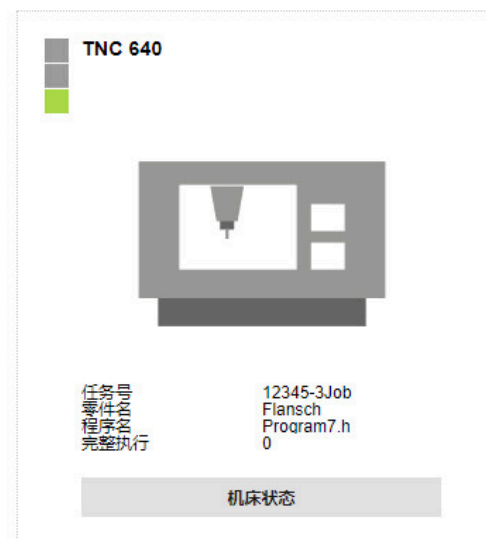 TNC 640
任务号 12345-3Job
零件名 Flansch
程序名 Program7.h
完整执行 0
机床状态